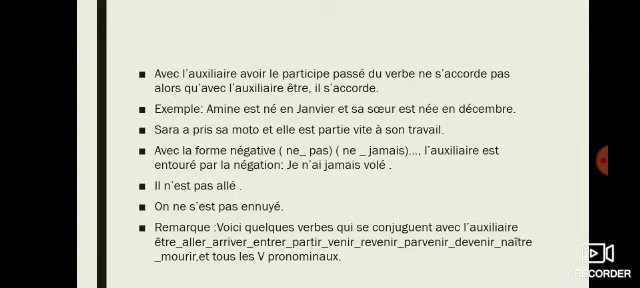 Avec l'auxiliaire avoir le participe passé du verbe ne s'accorde pas
alors qu'avec l'auxiliaire être, il s'accorde.
Exemple: Amine est né en Janvier et sa sœur est née en décembre.
Sara a pris sa moto et elle est partie vite à son travail.
Avec la forme négative ( ne_ pas) ( ne _ jamais)..., l'auxiliaire est
entouré par la négation: Je n'ai jamais volé .
Il n'est pas allé .
On ne s'est pas ennuyé.
Remarque :Voici quelques verbes qui se conjuguent avec l'auxiliaire
être_aller_arriver_entrer_partir_venir_revenir_parvenir_devenir_naître
_mourir,et tous les V pronominaux.
RECORDER